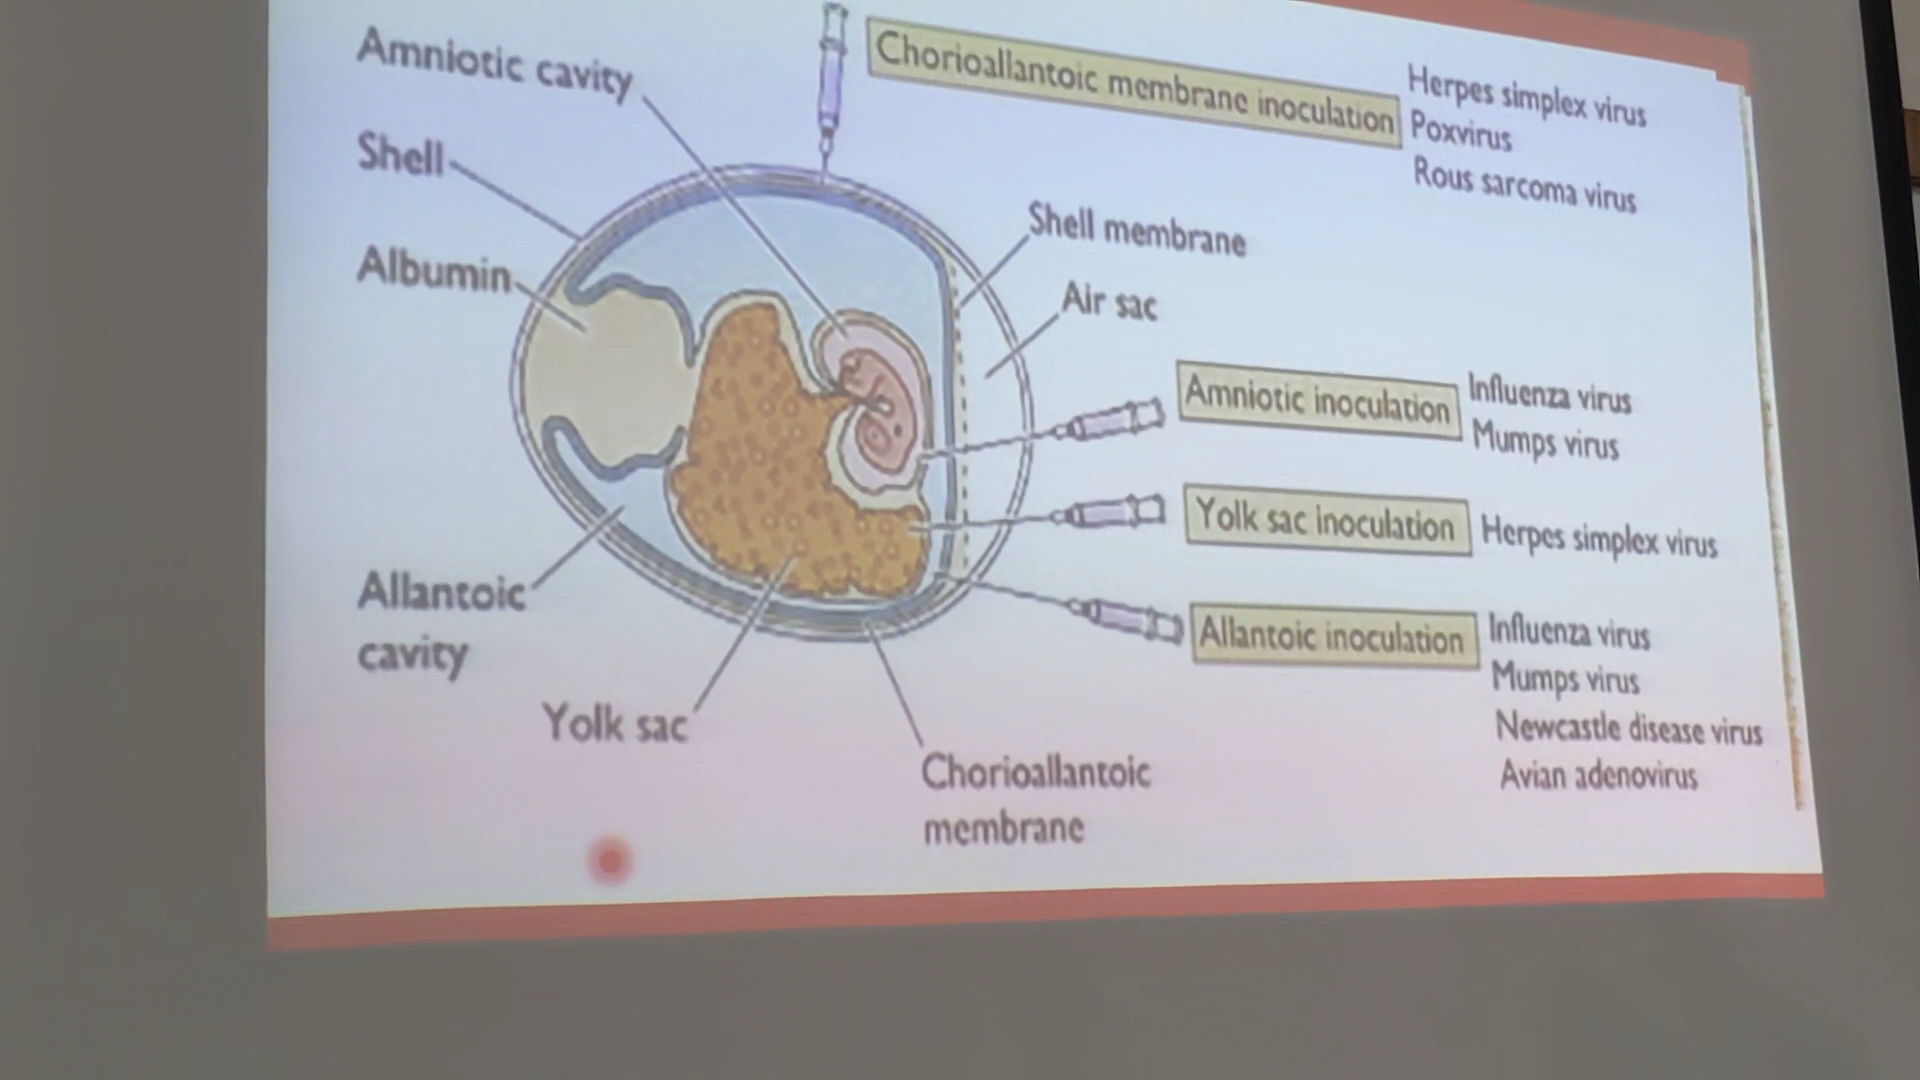 Amniotic cavity
Shell
Albumin
Allantoic
cavity
Yolk sac
Chorioallantoic
membrane
Shell membrane
Air sac
Chorioallantoic membrane inoculation
Herpes simplex virus
Poxvirus
Rous sarcoma virus
Amniotic inoculation
Influenza virus
Mumps virus
Yolk sac inoculation
Herpes simplex virus
Allantoic inoculation
Influenza virus
Mumps virus
Newcastle disease virus
Avian adenovirus